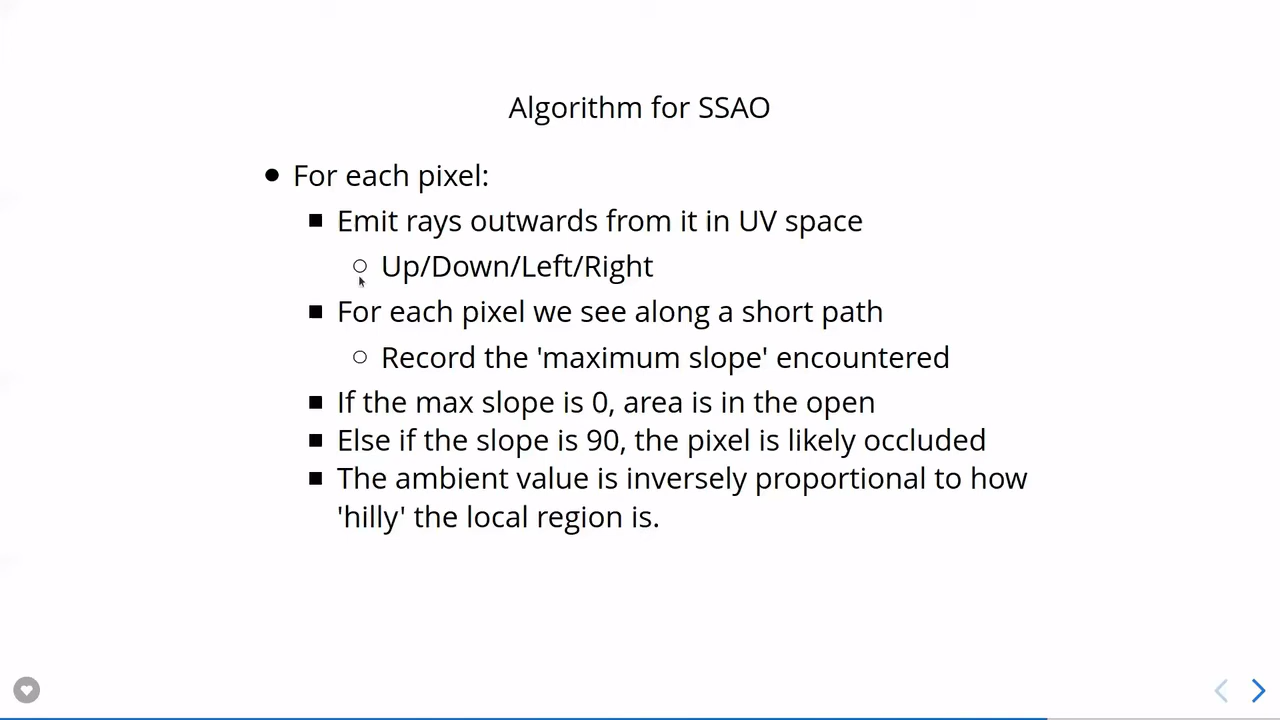 Algorithm for SSAO
For each pixel:
Emit rays outwards from it in UV space
Up/Down/Left/Right
For each pixel we see along a short path
Record the 'maximum slope' encountered
If the max slope is 0, area is in the open
Else if the slope is 90, the pixel is likely occluded
The ambient value is inversely proportional to how
'hilly' the local region is.